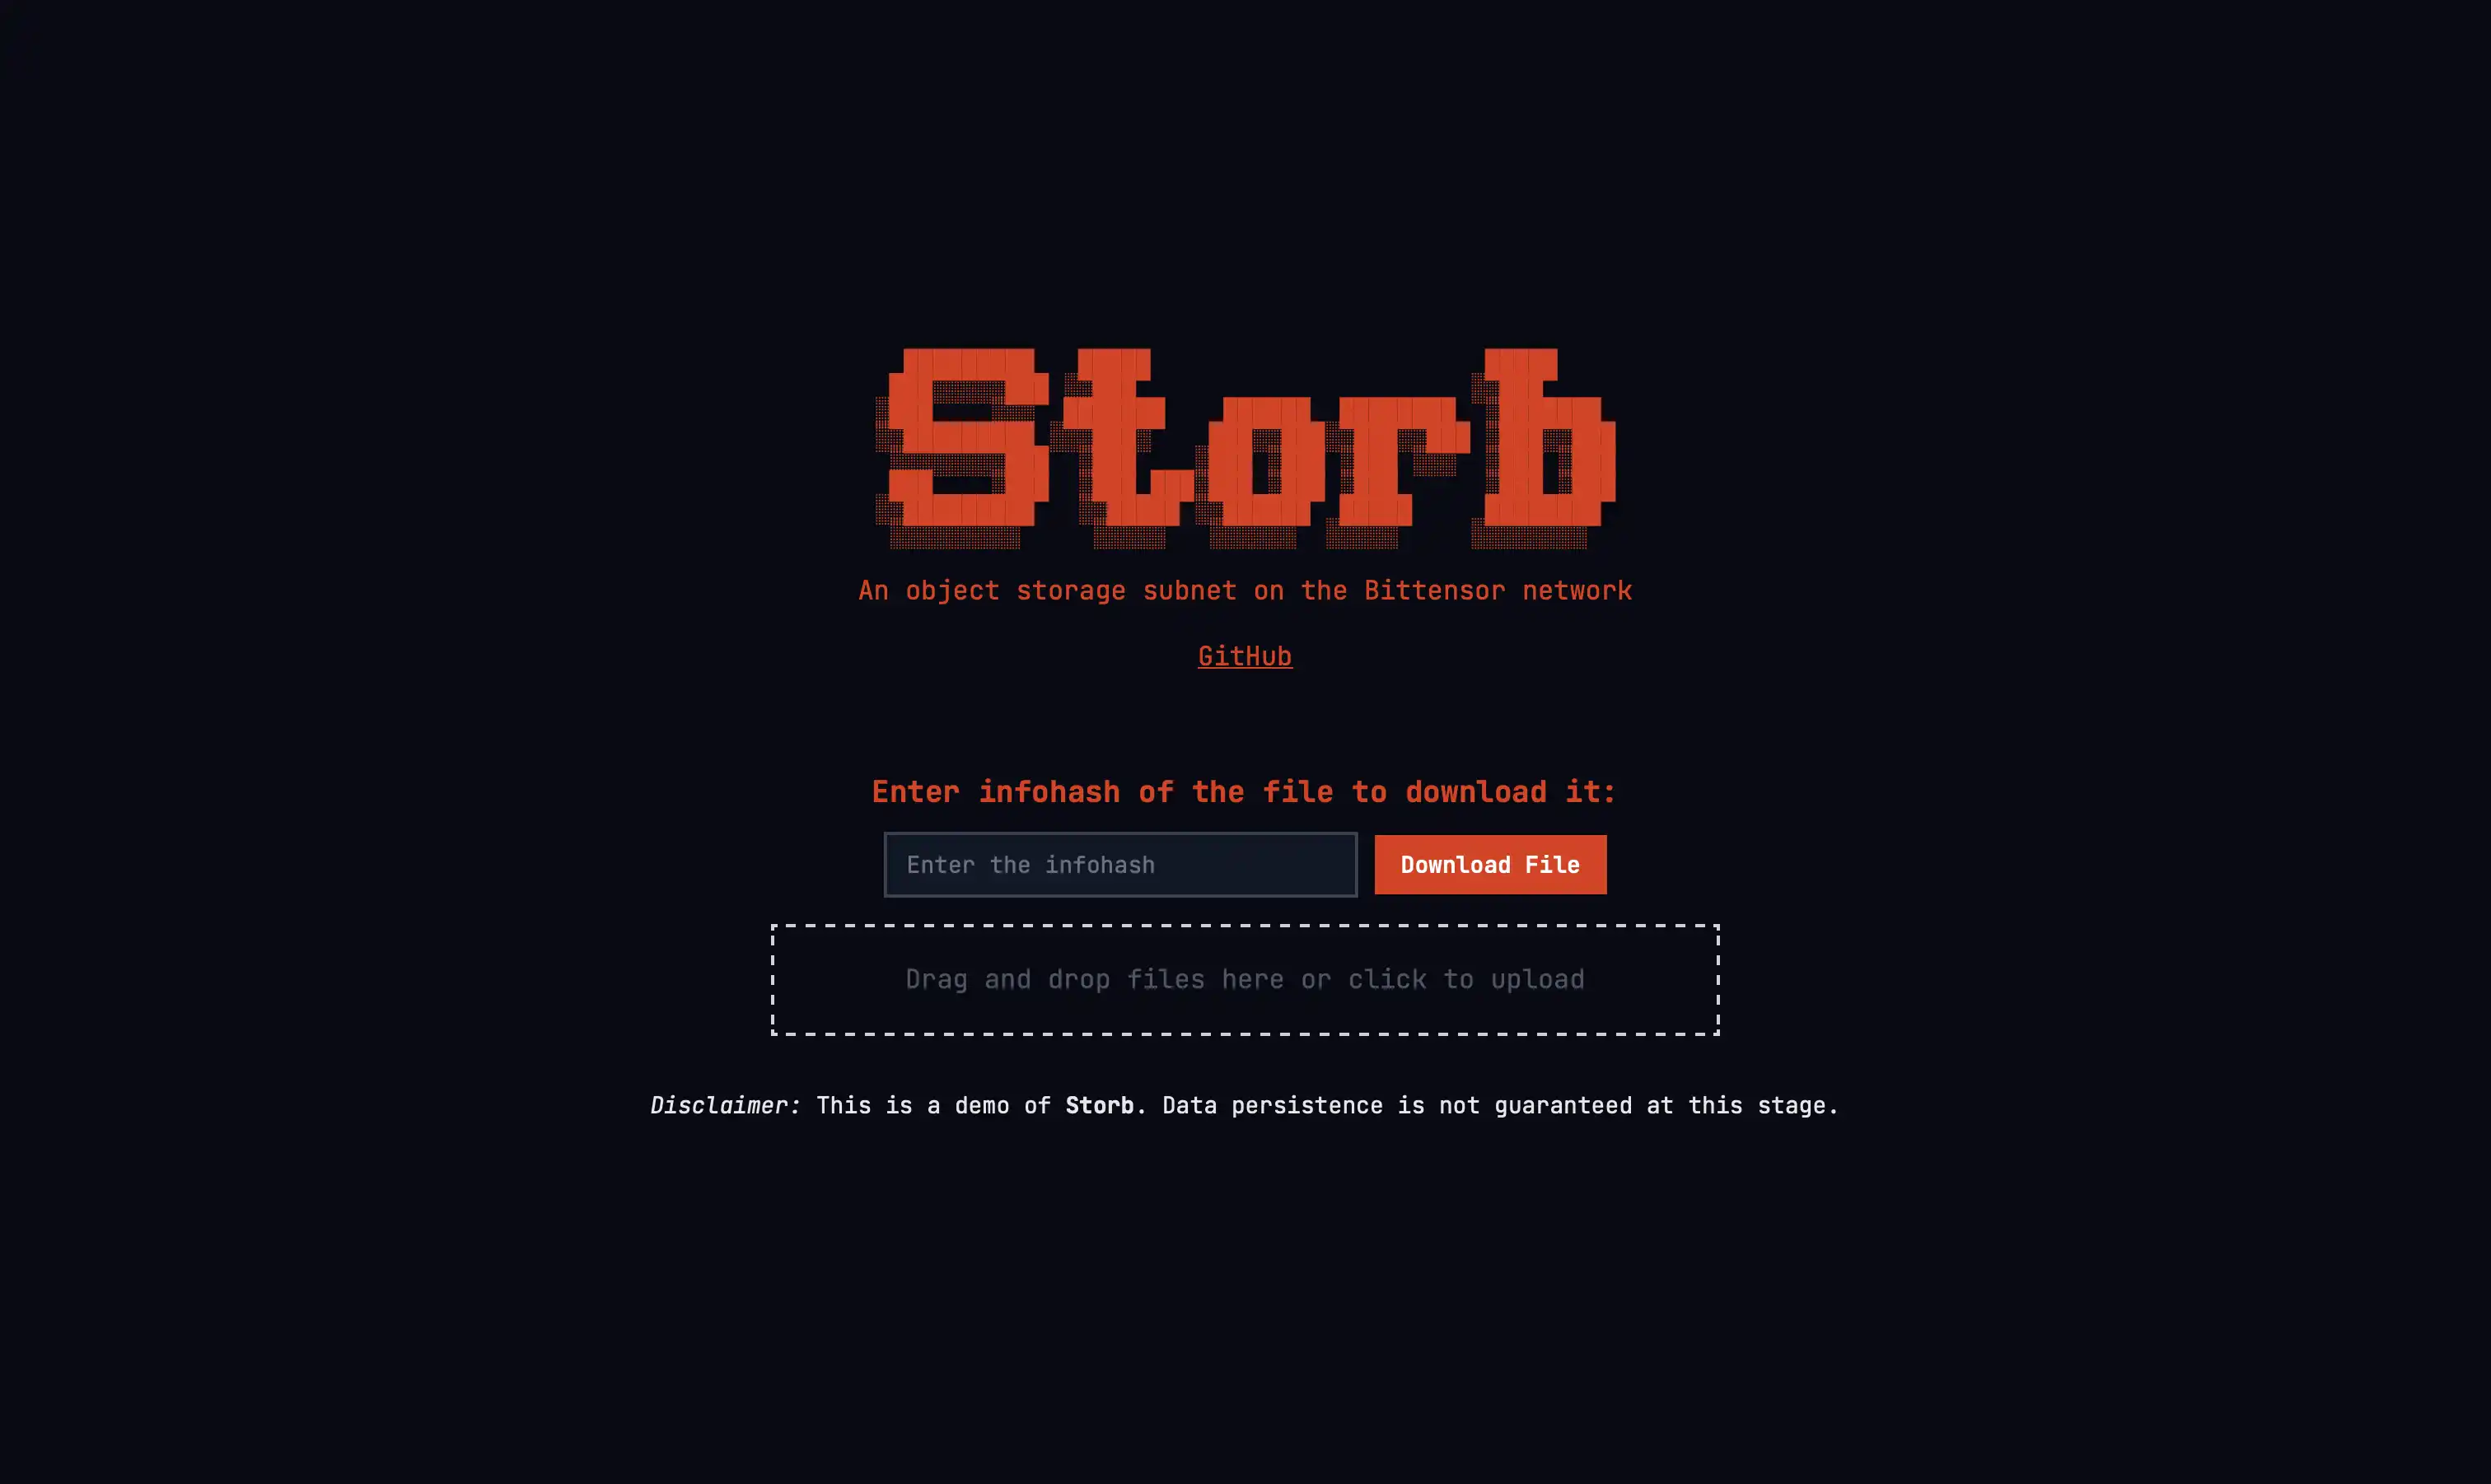 Storb
An object storage subnet on the Bittensor network
GitHub
Enter infohash of the file to download it:
Enter the infohash
Download File
Drag and drop files here or click to upload
Disclaimer: This is a demo of Storb. Data persistence is not guaranteed at this stage.